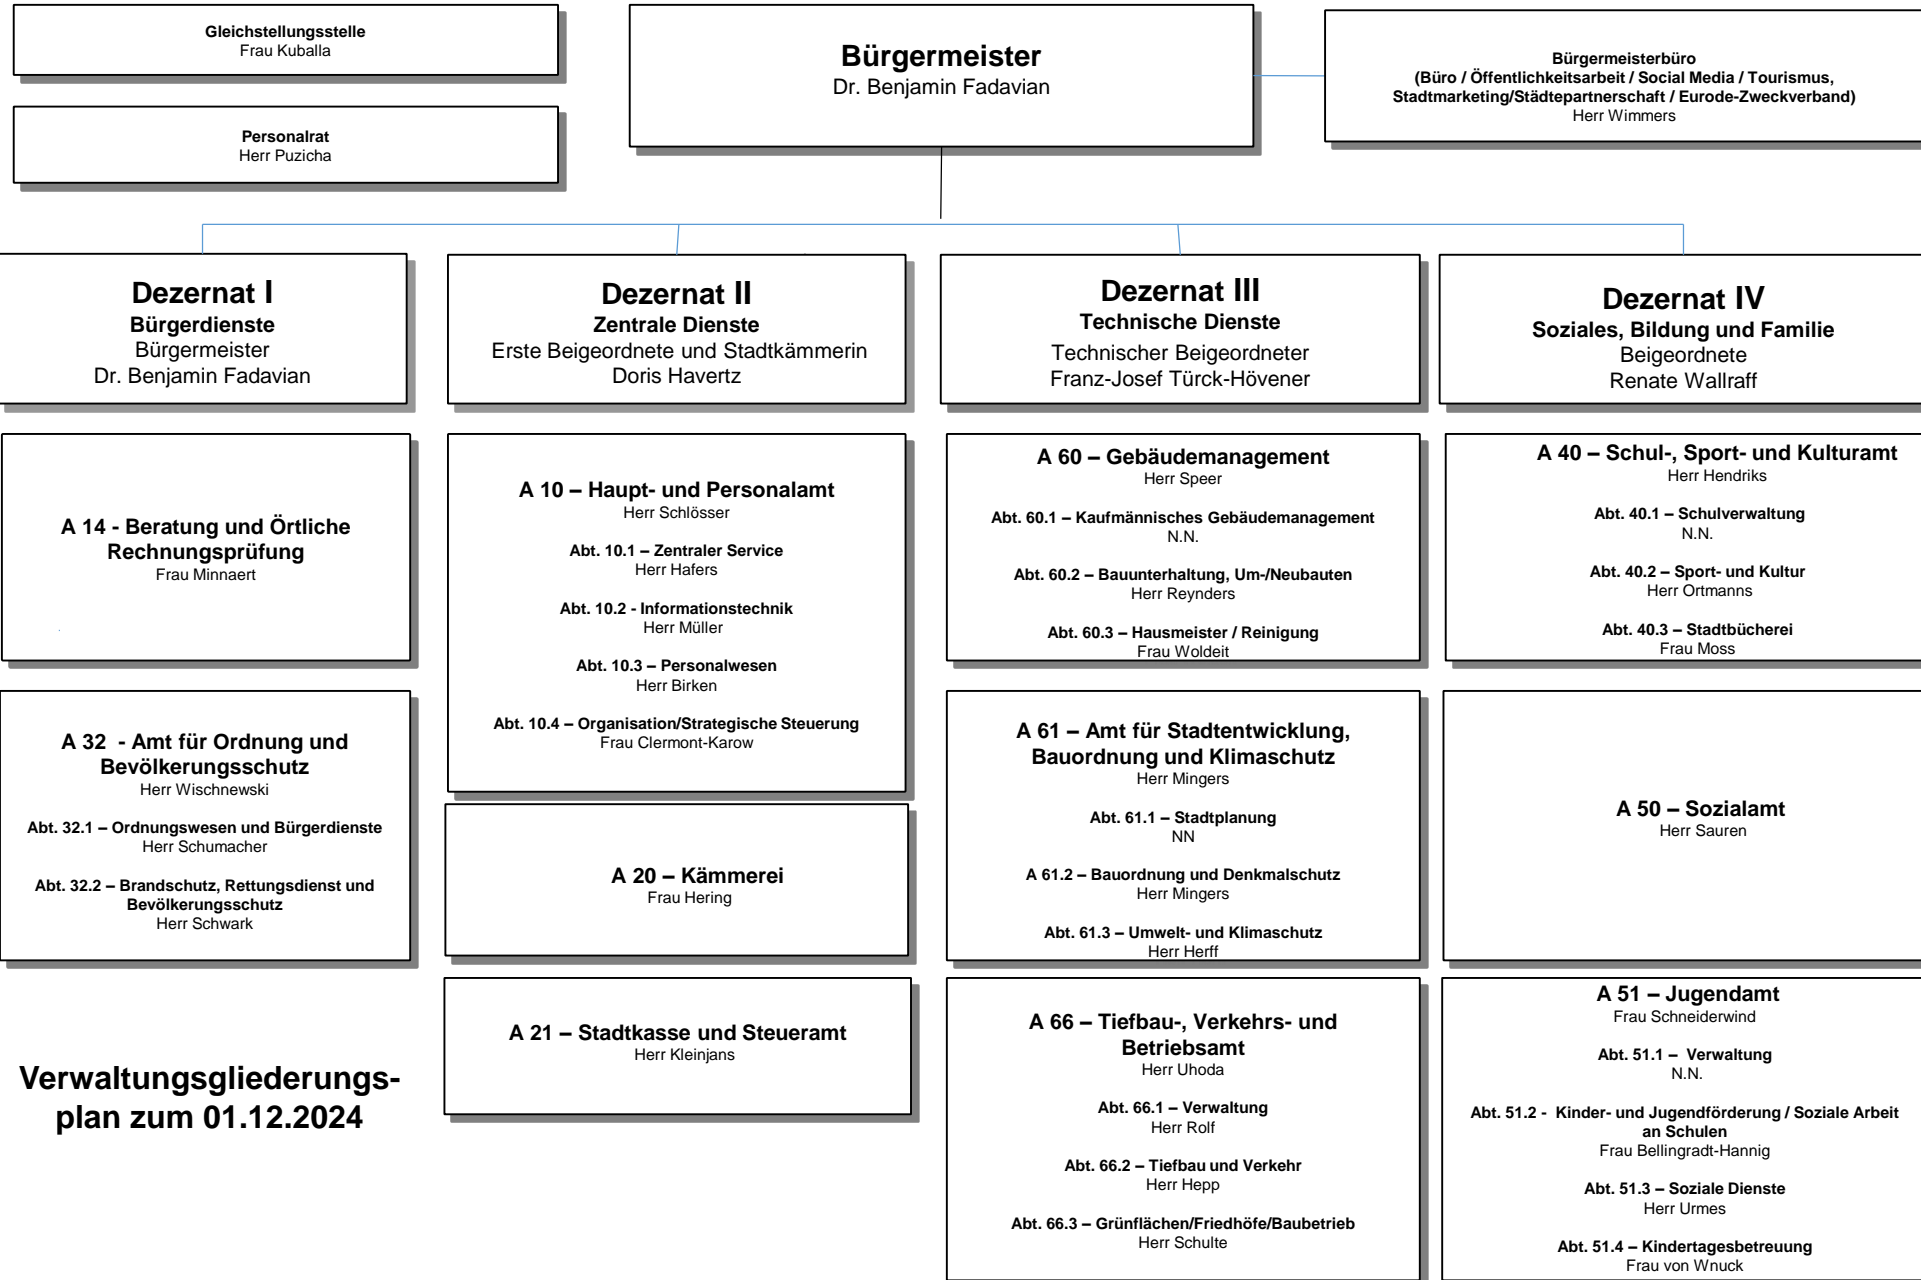 Gleichstellungsstelle
Frau Kuballa
Personalrat
Herr Puzicha
Bürgermeister
Dr. Benjamin Fadavian
Bürgermeisterbüro
(Büro / Öffentlichkeitsarbeit / Social Media / Tourismus,
Stadtmarketing/Städtepartnerschaft / Eurode-Zweckverband)
Herr Wimmers
Dezernat I
Bürgerdienste
Bürgermeister
Dr. Benjamin Fadavian
A 14 - Beratung und Örtliche
Rechnungsprüfung
Frau Minnaert
A 32 - Amt für Ordnung und
Bevölkerungsschutz
Herr Wischnewski
Abt. 32.1 – Ordnungswesen und Bürgerdienste
Herr Schumacher
Abt. 32.2 – Brandschutz, Rettungsdienst und
Bevölkerungsschutz
Herr Schwark
Verwaltungsgliederungs-
plan zum 01.12.2024
Dezernat II
Zentrale Dienste
Erste Beigeordnete und Stadtkämmerin
Doris Havertz
A 10 – Haupt- und Personalamt
Herr Schlösser
Abt. 10.1 – Zentraler Service
Herr Hafers
Abt. 10.2 - Informationstechnik
Herr Müller
Abt. 10.3 – Personalwesen
Herr Birken
Abt. 10.4 – Organisation/Strategische Steuerung
Frau Clermont-Karow
A 20 – Kämmerei
Frau Hering
A 21 – Stadtkasse und Steueramt
Herr Kleinjans
Dezernat III
Technische Dienste
Technischer Beigeordneter
Franz-Josef Türck-Hövener
A 60 – Gebäudemanagement
Herr Speer
Abt. 60.1 – Kaufmännisches Gebäudemanagement
N.N.
Abt. 60.2 – Bauunterhaltung, Um-/Neubauten
Herr Reynders
Abt. 60.3 – Hausmeister / Reinigung
Frau Woldeit
A 61 – Amt für Stadtentwicklung,
Bauordnung und Klimaschutz
Herr Mingers
Abt. 61.1 – Stadtplanung
NN
A 61.2 – Bauordnung und Denkmalschutz
Herr Mingers
Abt. 61.3 – Umwelt- und Klimaschutz
Herr Herff
A 66 – Tiefbau-, Verkehrs- und
Betriebsamt
Herr Uhoda
Abt. 66.1 – Verwaltung
Herr Rolf
Abt. 66.2 – Tiefbau und Verkehr
Herr Hepp
Abt. 66.3 – Grünflächen/Friedhöfe/Baubetrieb
Herr Schulte
Dezernat IV
Soziales, Bildung und Familie
Beigeordnete
Renate Wallraff
A 40 – Schul-, Sport- und Kulturamt
Herr Hendriks
Abt. 40.1 – Schulverwaltung
N.N.
Abt. 40.2 – Sport- und Kultur
Herr Ortmanns
Abt. 40.3 – Stadtbücherei
Frau Moss
A 50 – Sozialamt
Herr Sauren
A 51 – Jugendamt
Frau Schneiderwind
Abt. 51.1 – Verwaltung
N.N.
Abt. 51.2 - Kinder- und Jugendförderung / Soziale Arbeit
an Schulen
Frau Bellingradt-Hannig
Abt. 51.3 – Soziale Dienste
Herr Urmes
Abt. 51.4 – Kindertagesbetreuung
Frau von Wnuck